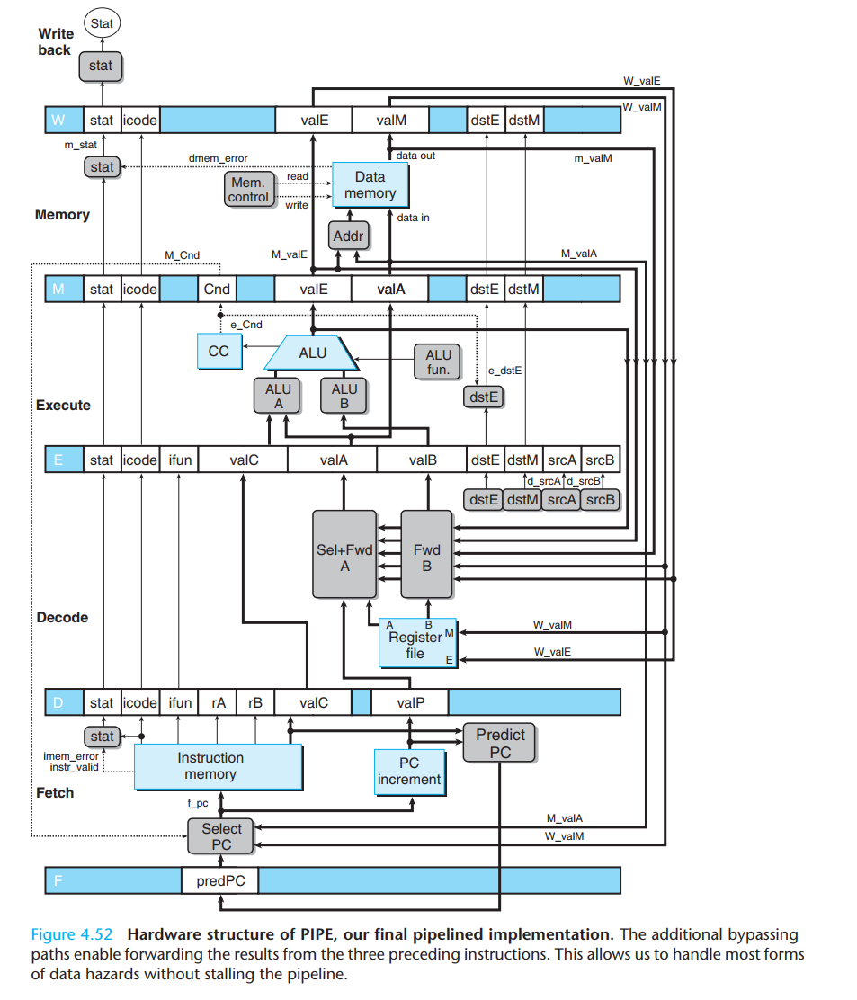 Stat
Write
back
stat
W_valE
W_valM
W stat icode valE valM dstE dstM
m_stat
stat
dmem_error
data out
m_valM
Mem.
control
read
write
Data
memory
Memory
data in
Addr
M_Cnd
M_valE
M_valA
M stat icode Cnd valE valA dstE dstM
e_Cnd
CC
ALU
ALU
fun.
e_dstE
ALU
A
ALU
B
dstE
Execute
E stat icode ifun valC valA valB dstE dstM srcA srcB
d_srcA d_srcB
dstE dstM srcA srcB
Sel+Fwd
A
Fwd
B
Decode
A B
Register
file
M
E
W_valM
W_valE
D stat icode ifun rA rB valC valP
stat
imem_error
instr_valid
Instruction
memory
PC
increment
Predict
PC
Fetch
f_pc
Select
PC
M_valA
W_valM
F predPC
Figure 4.52 Hardware structure of PIPE, our final pipelined implementation. The additional bypassing
paths enable forwarding the results from the three preceding instructions. This allows us to handle most forms
of data hazards without stalling the pipeline.